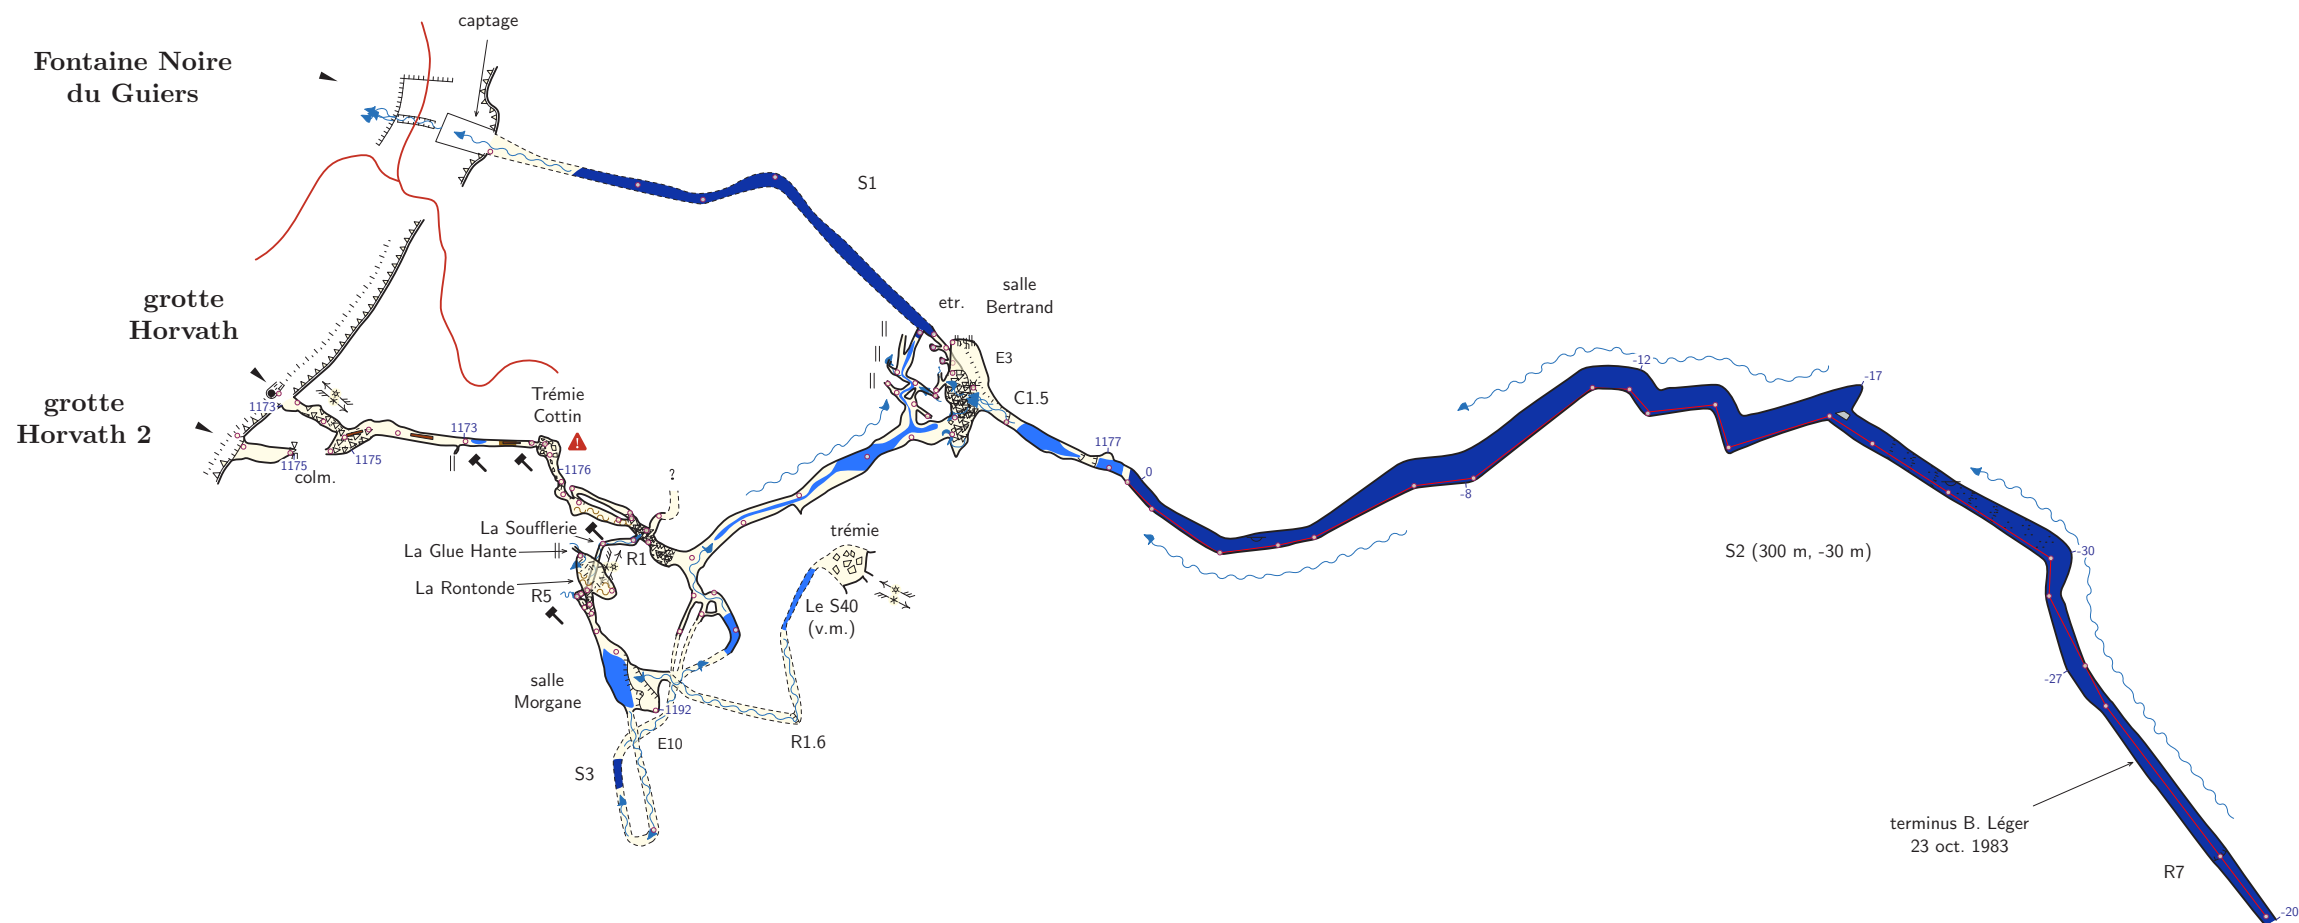 captage
Fontaine Noire
du Guiers
S1
grotte
Horvath
salle
Bertrand
etr.
E3
C1.5
grotte
Horvath 2
1173
1175
colm.
1175
1173
Trémie
Cottin
!
1176
?
La Soufflerie
La Glue Hante
R1
La Rontonde
R5
trémie
Le S40
(v.m.)
salle
Morgane
1192
E10
R1.6
S3
1177
0
-8
-12
-17
S2 (300 m, -30 m)
-30
-27
terminus B. Léger
23 oct. 1983
R7
-20